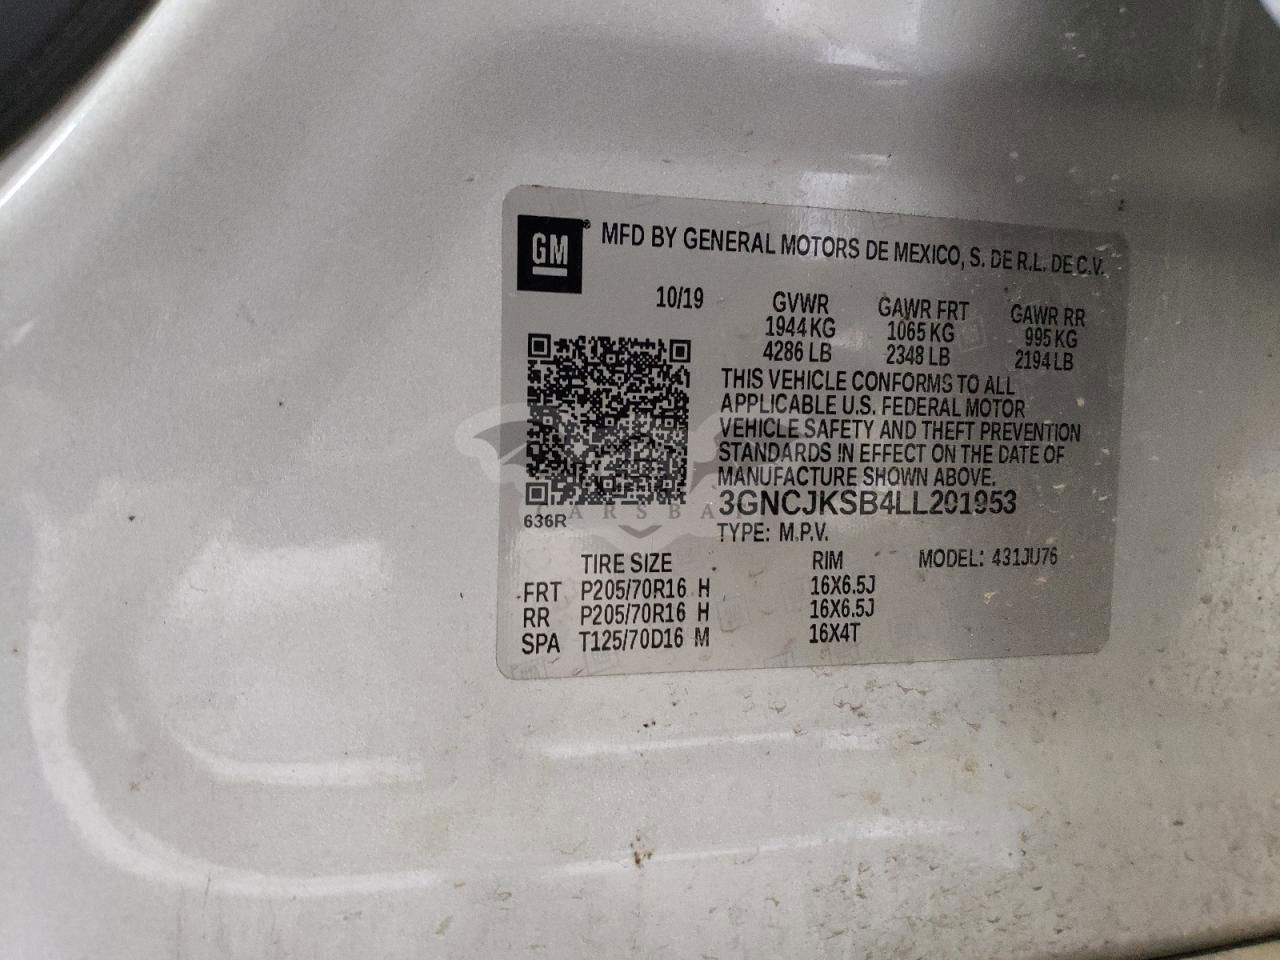 GM® MFD BY GENERAL MOTORS DE MEXICO, S. DE R.L. DE C.V.
10/19 GVWR GAWR FRT GAWR RR
1944 KG 1065 KG 995 KG
4286 LB 2348 LB 2194 LB
THIS VEHICLE CONFORMS TO ALL
APPLICABLE U.S. FEDERAL MOTOR
VEHICLE SAFETY AND THEFT PREVENTION
STANDARDS IN EFFECT ON THE DATE OF
MANUFACTURE SHOWN ABOVE.
3GNCJKSB4LL201953
636R
TYPE: M.P.V.
TIRE SIZE RIM MODEL: 431JU76
FRT P205/70R16 H 16X6.5J
RR P205/70R16 H 16X6.5J
SPA T125/70D16 M 16X4T